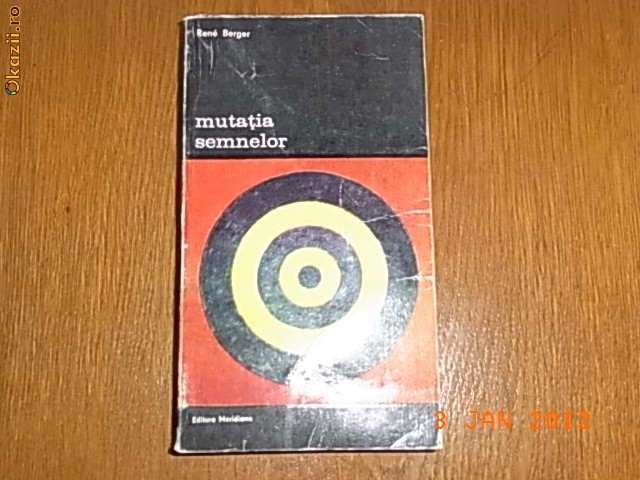 Okazii.ro
René Berger
mutația
semnelor
Editura Meridiane
3 JAN 2012